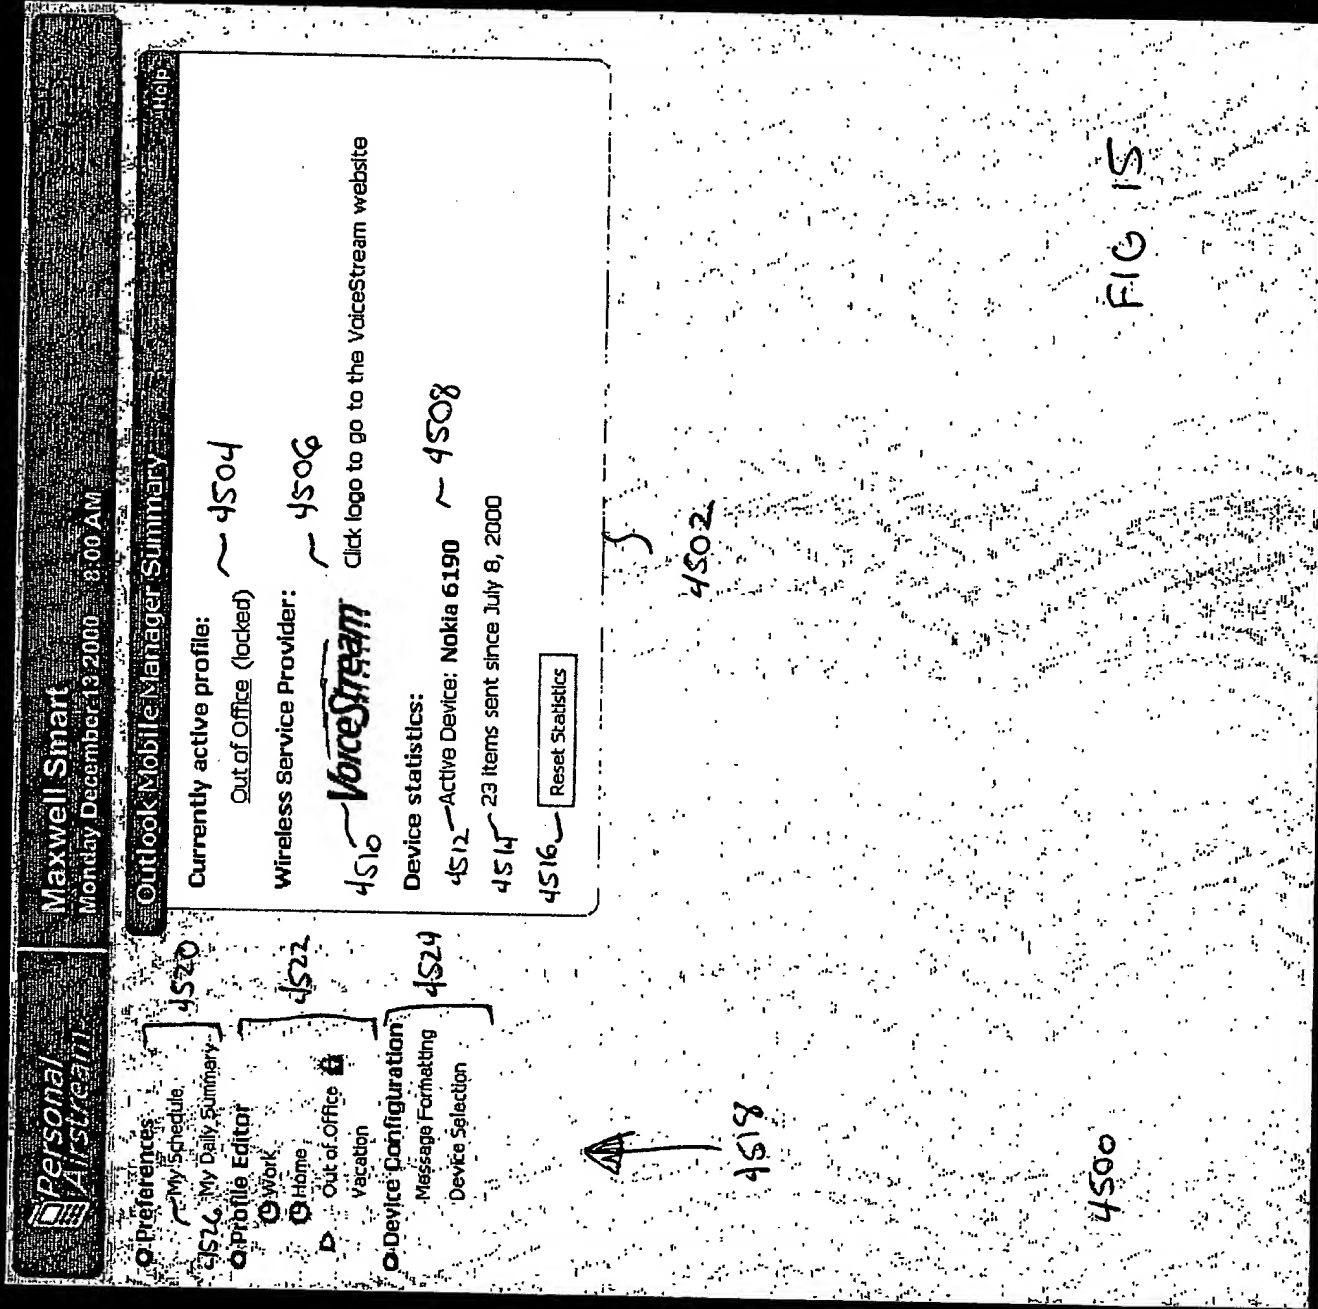 Personal
Airstream
Maxwell Smart
Monday December 13 2000 8:00 AM
Preferences
My Schedule
4526 My Daily Summary
4520
Profile Editor
Work
Home
Out of Office
Vacation
4522
Device Configuration
Message Formatting
Device Selection
4524
4518
Outlook Mobile Manager Summary
Help
Currently active profile:
Out of Office (locked) ~ 4504
Wireless Service Provider: ~ 4506
4510 VoiceStream Click logo to go to the VoiceStream website
Device statistics:
4512 Active Device: Nokia 6190 ~ 4508
4514 23 items sent since July 8, 2000
4516 Reset Statistics
4502
4500
FIG 15